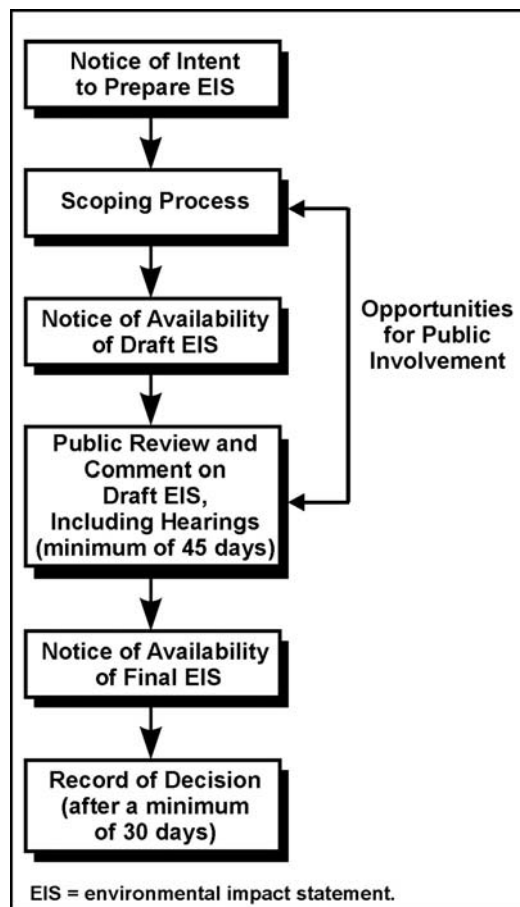 Notice of Intent
to Prepare EIS
Scoping Process
Opportunities
for Public
Involvement
Notice of Availability
of Draft EIS
Public Review and
Comment on
Draft EIS,
Including Hearings
(minimum of 45 days)
Notice of Availability
of Final EIS
Record of Decision
(after a minimum
of 30 days)
EIS = environmental impact statement.